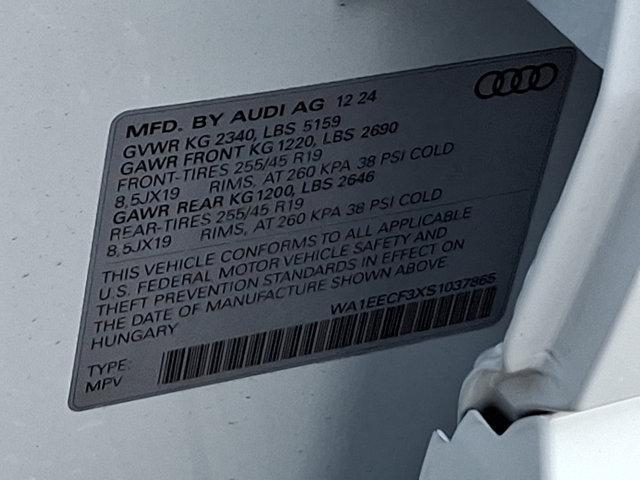 MFD. BY AUDI AG 12 24
GVWR KG 2340, LBS 5159
GAWR FRONT KG 1220, LBS 2690
FRONT-TIRES 255/45 R19
8,5JX19 RIMS, AT 260 KPA 38 PSI COLD
GAWR REAR KG 1200, LBS 2646
REAR-TIRES 255/45 R19
8,5JX19 RIMS, AT 260 KPA 38 PSI COLD
THIS VEHICLE CONFORMS TO ALL APPLICABLE
U.S. FEDERAL MOTOR VEHICLE SAFETY AND
THEFT PREVENTION STANDARDS IN EFFECT ON
THE DATE OF MANUFACTURE SHOWN ABOVE
HUNGARY
WA1EECF3XS1037865
TYPE:
MPV